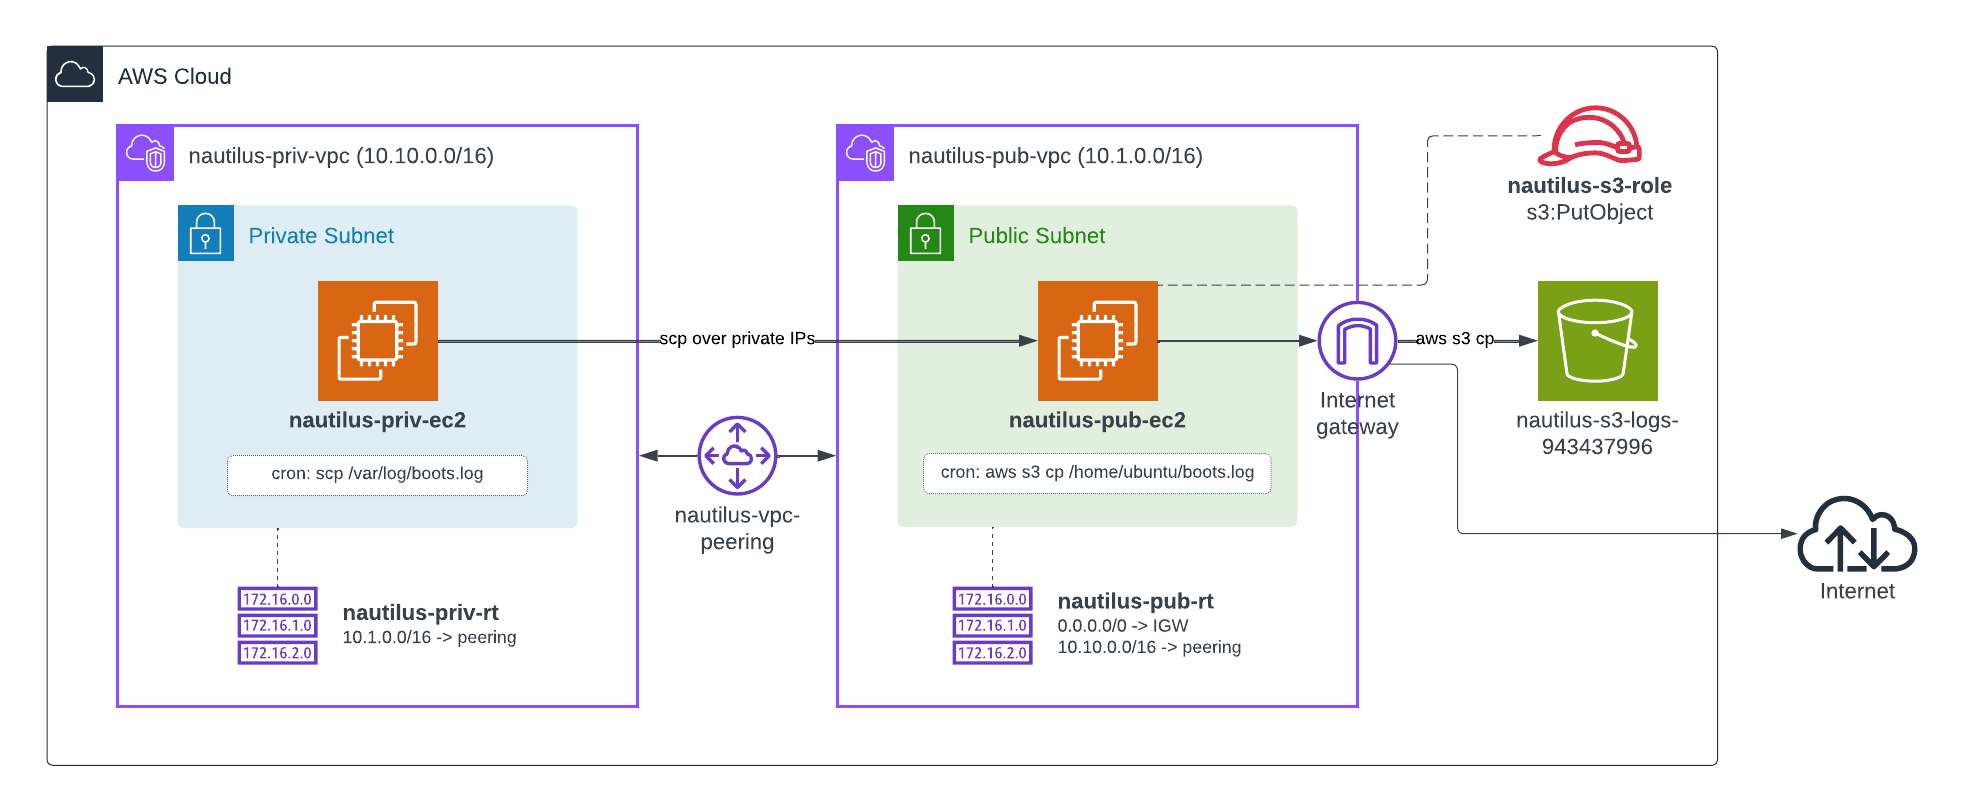 AWS Cloud
nautilus-priv-vpc (10.10.0.0/16)
Private Subnet
nautilus-priv-ec2
cron: scp /var/log/boots.log
172.16.0.0
172.16.1.0
172.16.2.0
nautilus-priv-rt
10.1.0.0/16 -> peering
scp over private IPs
nautilus-vpc-
peering
nautilus-pub-vpc (10.1.0.0/16)
Public Subnet
nautilus-pub-ec2
cron: aws s3 cp /home/ubuntu/boots.log
172.16.0.0
172.16.1.0
172.16.2.0
nautilus-pub-rt
0.0.0.0/0 -> IGW
10.10.0.0/16 -> peering
Internet
gateway
aws s3 cp
nautilus-s3-role
s3:PutObject
nautilus-s3-logs-
943437996
Internet